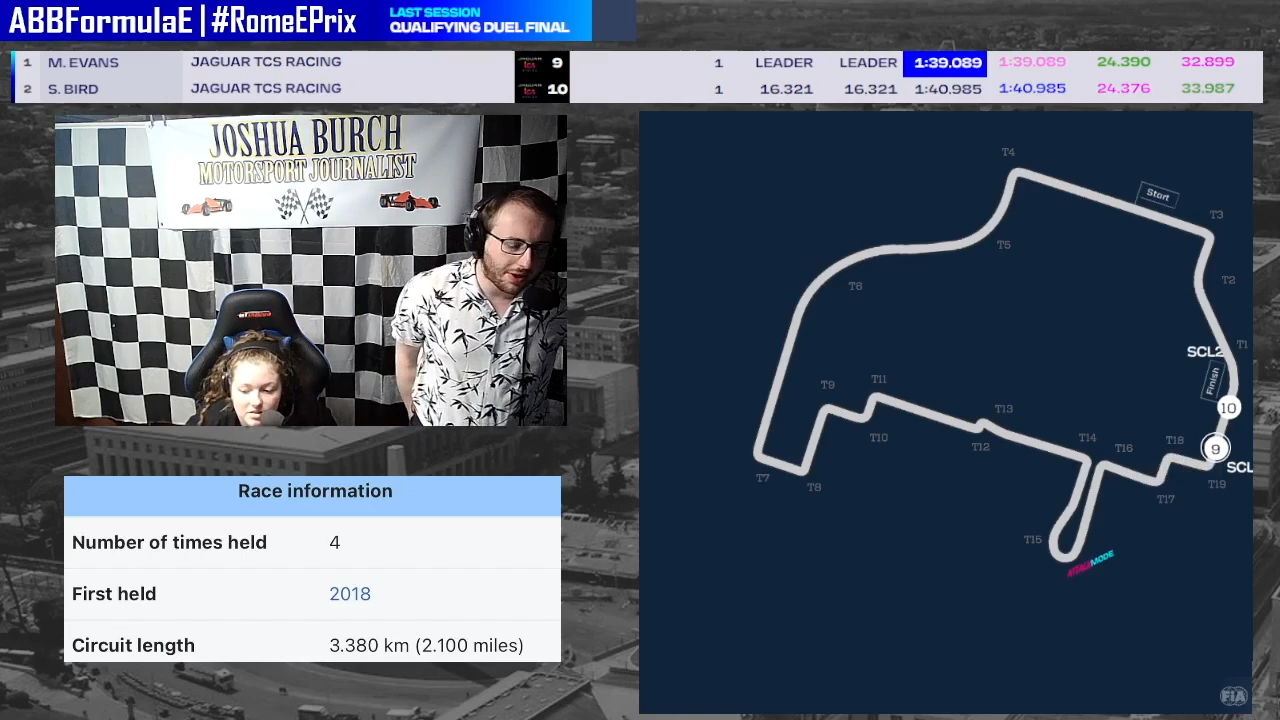 ABBFormulaE | #RomeEPrix
LAST SESSION
QUALIFYING DUEL FINAL
1 M. EVANS JAGUAR TCS RACING 9 1 LEADER LEADER 1:39.089 1:39.089 24.390 32.899
2 S. BIRD JAGUAR TCS RACING 10 1 16.321 16.321 1:40.985 1:40.985 24.376 33.987
JOSHUA BURCH
MOTORSPORT JOURNALIST
T4
Start
T3
T5
T2
T6
T1
SCL2
Finish
T9
T11
10
T13
T10
T12
T14
T16
T18
9
SCL
T7
T8
T17
T19
T15
ATTACK MODE
Race information
Number of times held 4
First held 2018
Circuit length 3.380 km (2.100 miles)
FIA